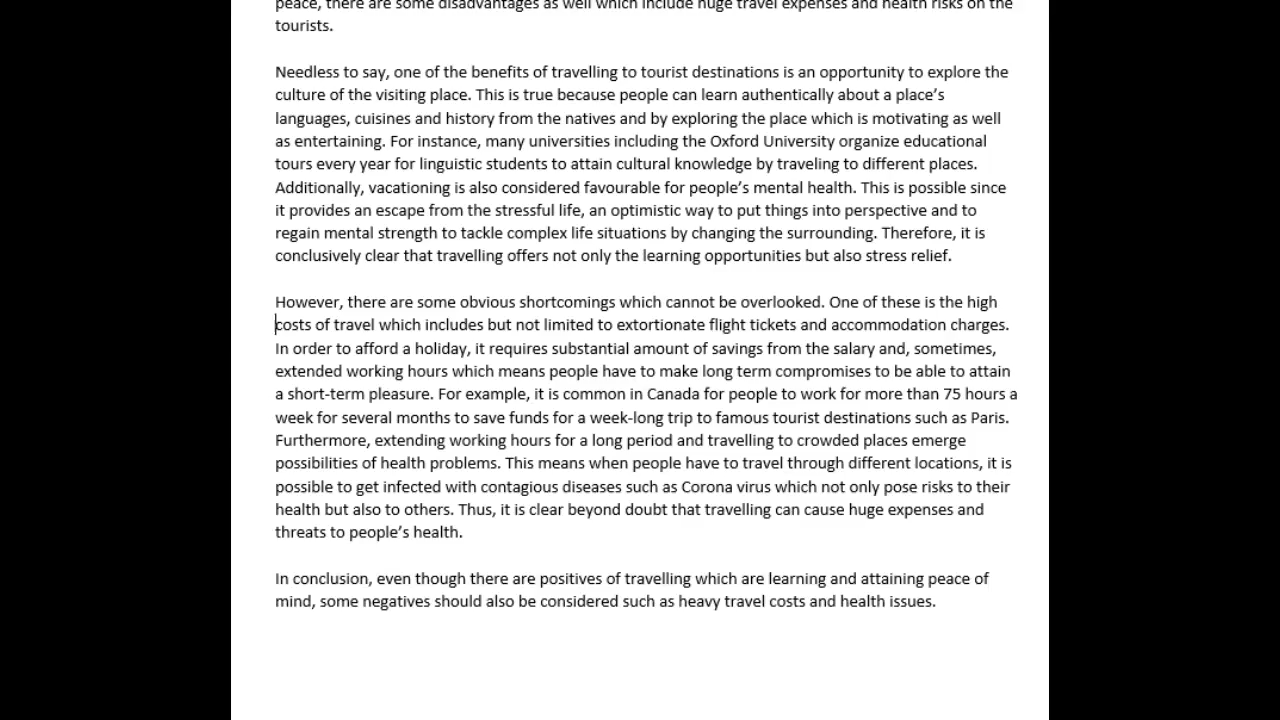 peace, there are some disadvantages as well which include huge travel expenses and health risks on the
tourists.
Needless to say, one of the benefits of travelling to tourist destinations is an opportunity to explore the
culture of the visiting place. This is true because people can learn authentically about a place’s
languages, cuisines and history from the natives and by exploring the place which is motivating as well
as entertaining. For instance, many universities including the Oxford University organize educational
tours every year for linguistic students to attain cultural knowledge by traveling to different places.
Additionally, vacationing is also considered favourable for people’s mental health. This is possible since
it provides an escape from the stressful life, an optimistic way to put things into perspective and to
regain mental strength to tackle complex life situations by changing the surrounding. Therefore, it is
conclusively clear that travelling offers not only the learning opportunities but also stress relief.
However, there are some obvious shortcomings which cannot be overlooked. One of these is the high
costs of travel which includes but not limited to extortionate flight tickets and accommodation charges.
In order to afford a holiday, it requires substantial amount of savings from the salary and, sometimes,
extended working hours which means people have to make long term compromises to be able to attain
a short-term pleasure. For example, it is common in Canada for people to work for more than 75 hours a
week for several months to save funds for a week-long trip to famous tourist destinations such as Paris.
Furthermore, extending working hours for a long period and travelling to crowded places emerge
possibilities of health problems. This means when people have to travel through different locations, it is
possible to get infected with contagious diseases such as Corona virus which not only pose risks to their
health but also to others. Thus, it is clear beyond doubt that travelling can cause huge expenses and
threats to people’s health.
In conclusion, even though there are positives of travelling which are learning and attaining peace of
mind, some negatives should also be considered such as heavy travel costs and health issues.